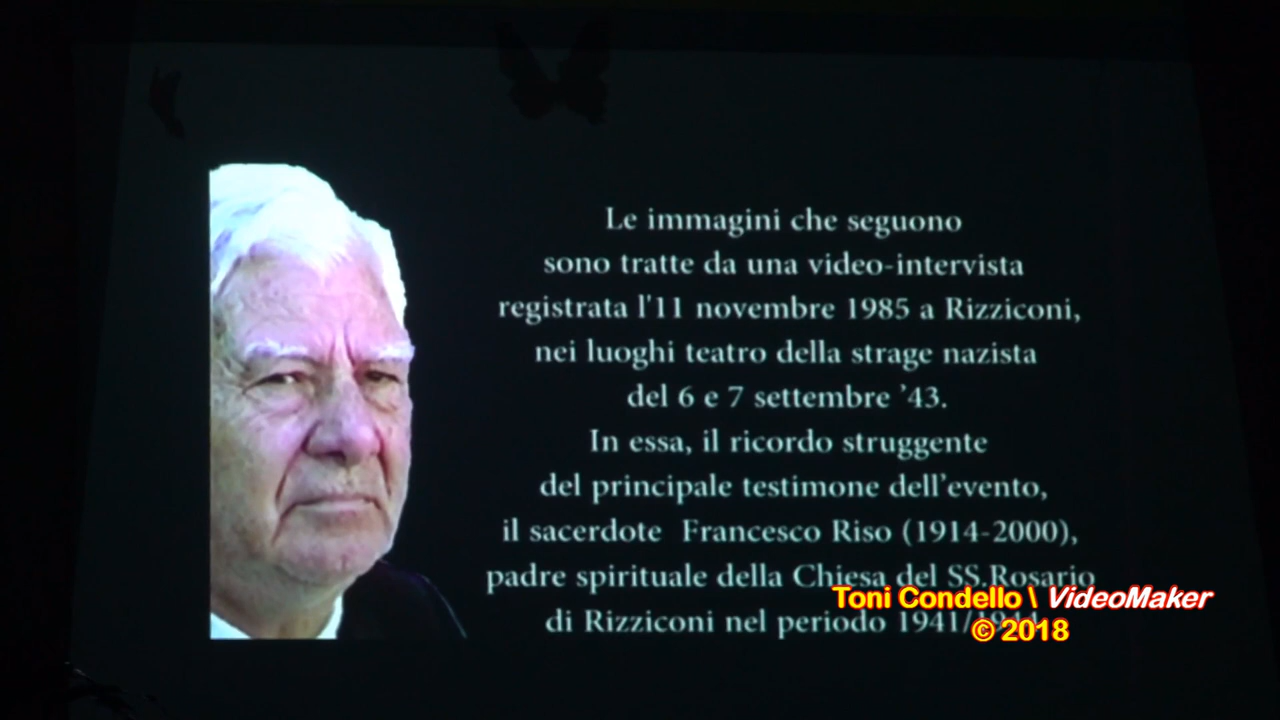 Le immagini che seguono
sono tratte da una video-intervista
registrata l'11 novembre 1985 a Rizziconi,
nei luoghi teatro della strage nazista
del 6 e 7 settembre ’43.
In essa, il ricordo struggente
del principale testimone dell’evento,
il sacerdote Francesco Riso (1914-2000),
padre spirituale della Chiesa del SS.Rosario
di Rizziconi nel periodo 1941/
Toni Condello \ VideoMaker
© 2018